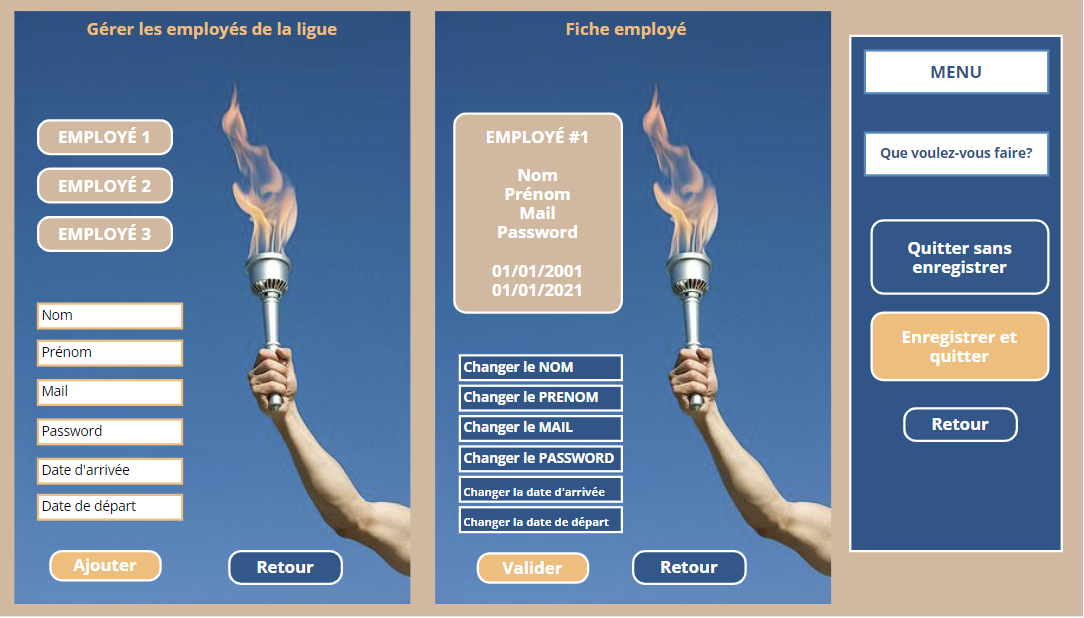 Gérer les employés de la ligue
EMPLOYÉ 1
EMPLOYÉ 2
EMPLOYÉ 3
Nom
Prénom
Mail
Password
Date d'arrivée
Date de départ
Ajouter
Retour
Fiche employé
EMPLOYÉ #1
Nom
Prénom
Mail
Password
01/01/2001
01/01/2021
Changer le NOM
Changer le PRENOM
Changer le MAIL
Changer le PASSWORD
Changer la date d'arrivée
Changer la date de départ
Valider
Retour
MENU
Que voulez-vous faire?
Quitter sans
enregistrer
Enregistrer et
quitter
Retour